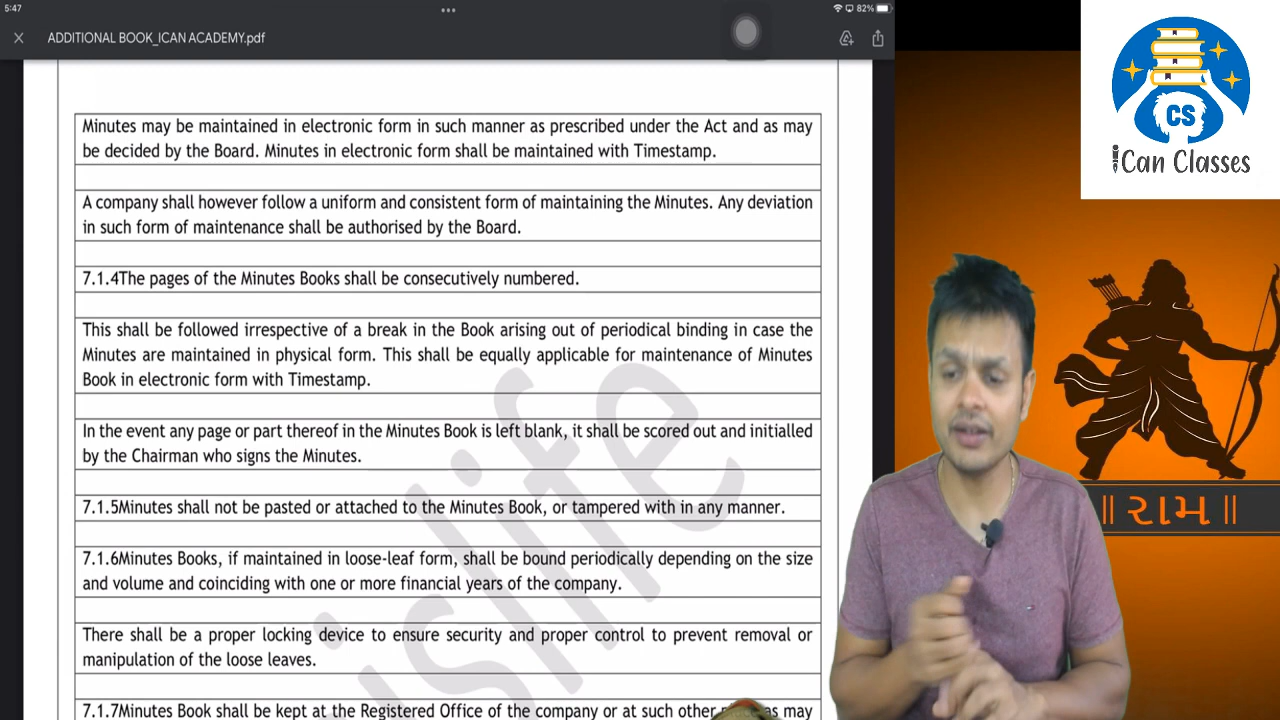 5:47
82%
ADDITIONAL BOOK_ICAN ACADEMY.pdf
Minutes may be maintained in electronic form in such manner as prescribed under the Act and as may
be decided by the Board. Minutes in electronic form shall be maintained with Timestamp.
A company shall however follow a uniform and consistent form of maintaining the Minutes. Any deviation
in such form of maintenance shall be authorised by the Board.
7.1.4The pages of the Minutes Books shall be consecutively numbered.
This shall be followed irrespective of a break in the Book arising out of periodical binding in case the
Minutes are maintained in physical form. This shall be equally applicable for maintenance of Minutes
Book in electronic form with Timestamp.
In the event any page or part thereof in the Minutes Book is left blank, it shall be scored out and initialled
by the Chairman who signs the Minutes.
7.1.5Minutes shall not be pasted or attached to the Minutes Book, or tampered with in any manner.
7.1.6Minutes Books, if maintained in loose-leaf form, shall be bound periodically depending on the size
and volume and coinciding with one or more financial years of the company.
There shall be a proper locking device to ensure security and proper control to prevent removal or
manipulation of the loose leaves.
7.1.7Minutes Book shall be kept at the Registered Office of the company or at such other as may
CS
iCan Classes
॥ રામ ॥